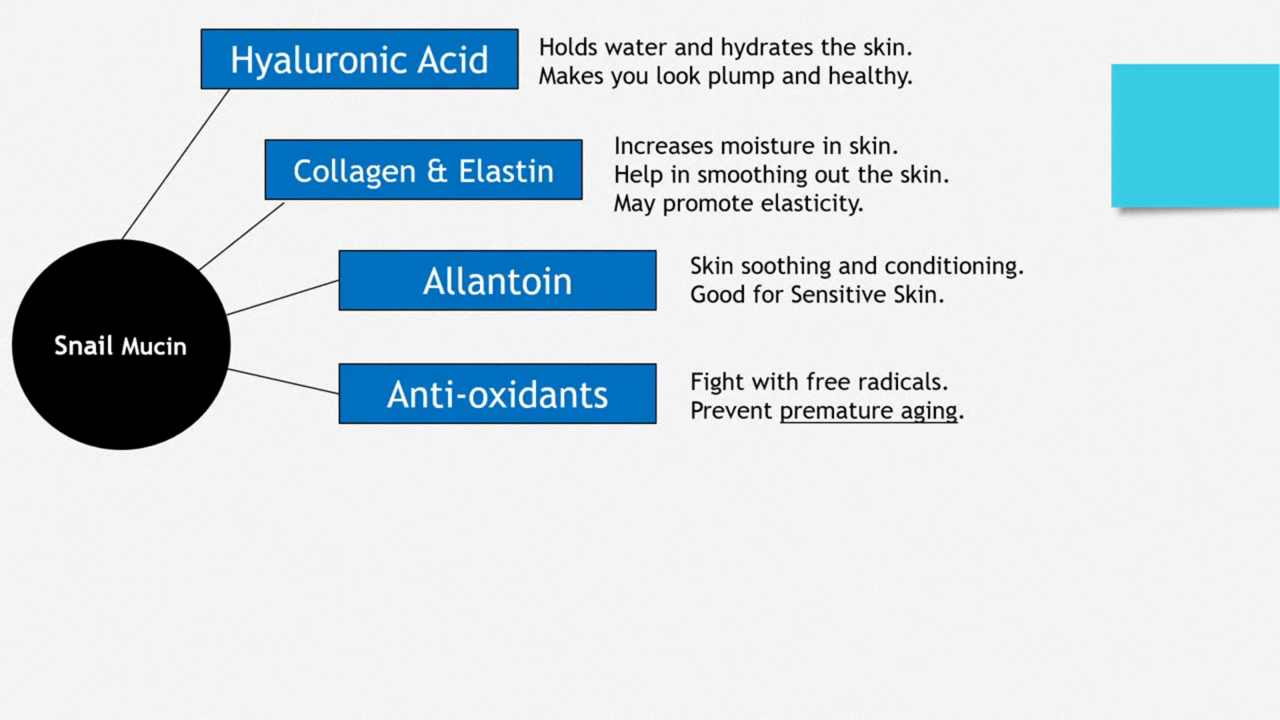 Hyaluronic Acid
Holds water and hydrates the skin.
Makes you look plump and healthy.
Collagen & Elastin
Increases moisture in skin.
Help in smoothing out the skin.
May promote elasticity.
Allantoin
Skin soothing and conditioning.
Good for Sensitive Skin.
Snail Mucin
Anti-oxidants
Fight with free radicals.
Prevent premature aging.